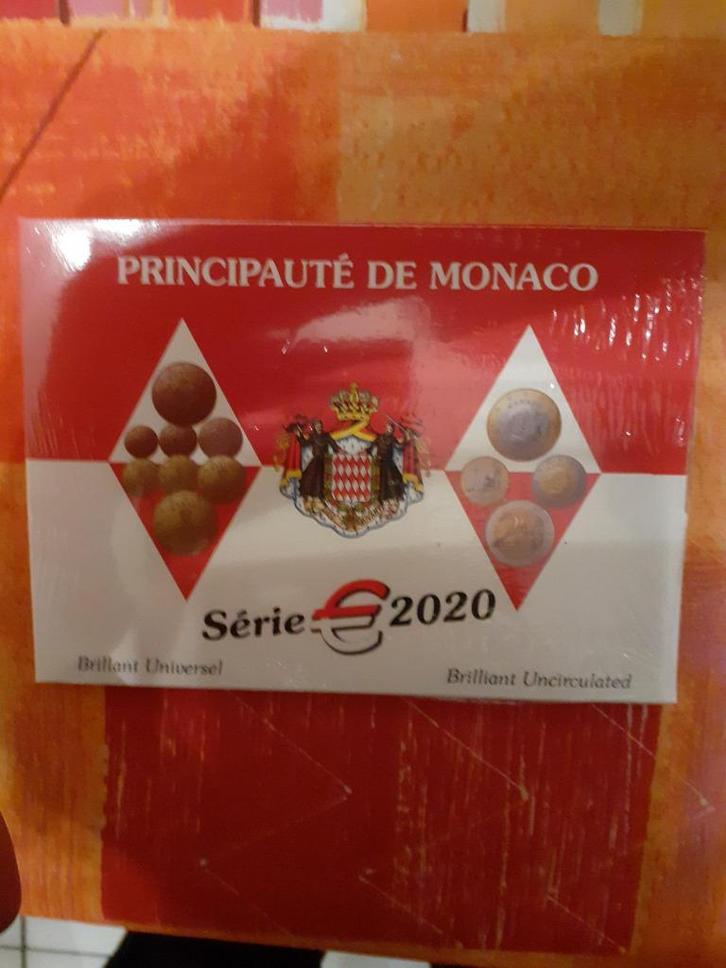 PRINCIPAUTÉ DE MONACO
Série € 2020
Brillant Universel
Brilliant Uncirculated